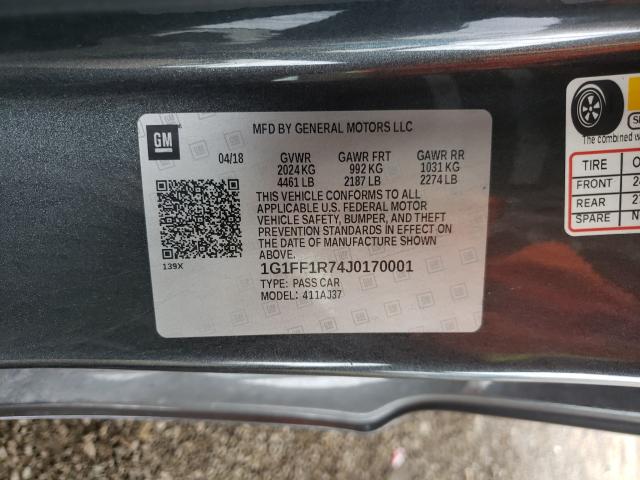 GM
MFD BY GENERAL MOTORS LLC
04/18 GVWR GAWR FRT GAWR RR
2024 KG 992 KG 1031 KG
4461 LB 2187 LB 2274 LB
THIS VEHICLE CONFORMS TO ALL
APPLICABLE U.S. FEDERAL MOTOR
VEHICLE SAFETY, BUMPER, AND THEFT
PREVENTION STANDARDS IN EFFECT ON
THE DATE OF MANUFACTURE SHOWN
ABOVE.
139X
1G1FF1R74J0170001
TYPE: PASS CAR
MODEL: 411AJ37
The combined
TIRE
FRONT
REAR
SPARE